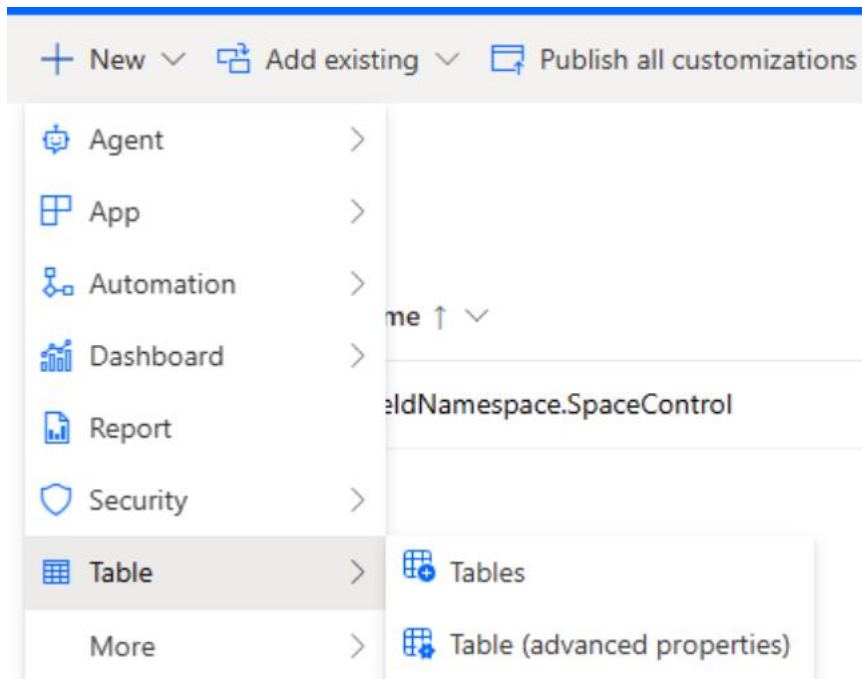 New Add existing Publish all customizations
Agent
App
Automation
me ↑
Dashboard
eldNamespace.SpaceControl
Report
Security
Table Tables
More Table (advanced properties)